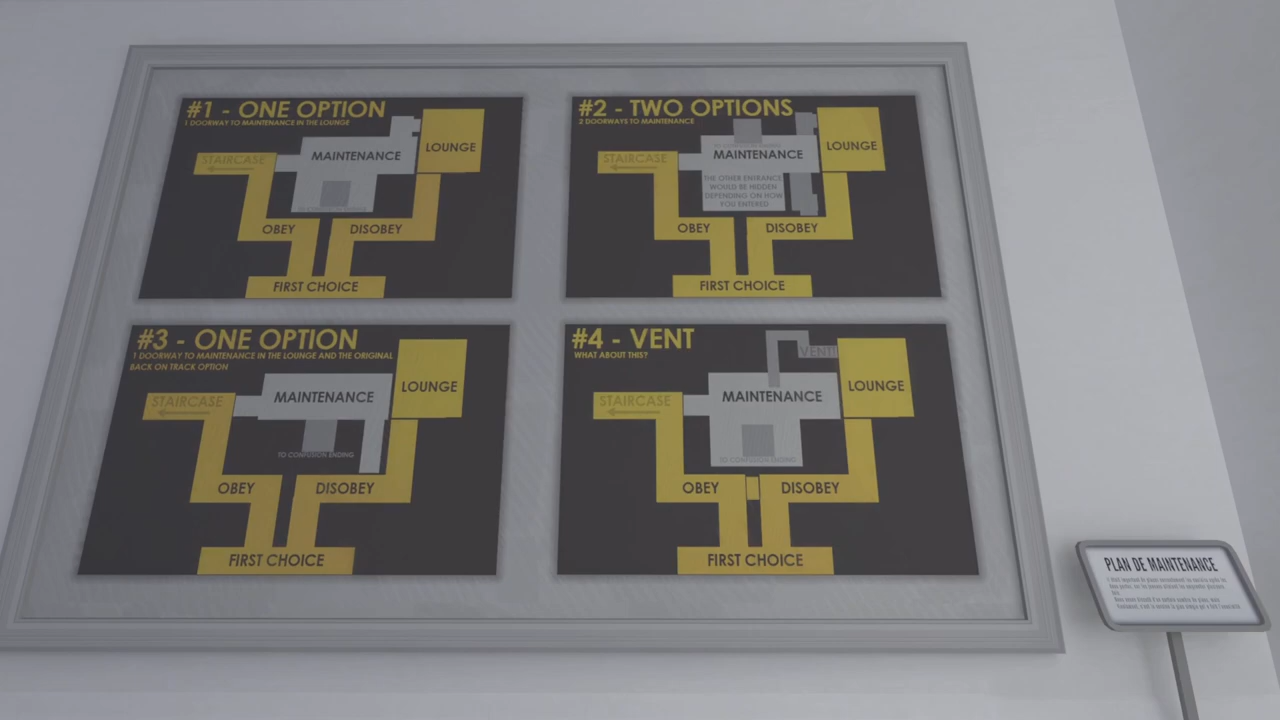 #1 - ONE OPTION
1 DOORWAY TO MAINTENANCE IN THE LOUNGE
STAIRCASE
MAINTENANCE
LOUNGE
OBEY
DISOBEY
FIRST CHOICE
#2 - TWO OPTIONS
2 DOORWAYS TO MAINTENANCE
TO CONFUSION ENDING
STAIRCASE
MAINTENANCE
LOUNGE
THE OTHER ENTRANCE
WOULD BE HIDDEN
DEPENDING ON HOW
YOU ENTERED
OBEY
DISOBEY
FIRST CHOICE
#3 - ONE OPTION
1 DOORWAY TO MAINTENANCE IN THE LOUNGE AND THE ORIGINAL
BACK ON TRACK OPTION
STAIRCASE
MAINTENANCE
LOUNGE
TO CONFUSION ENDING
OBEY
DISOBEY
FIRST CHOICE
#4 - VENT
WHAT ABOUT THIS?
VENT!
STAIRCASE
MAINTENANCE
LOUNGE
TO CONFUSION ENDING
OBEY
DISOBEY
FIRST CHOICE
PLAN DE MAINTENANCE